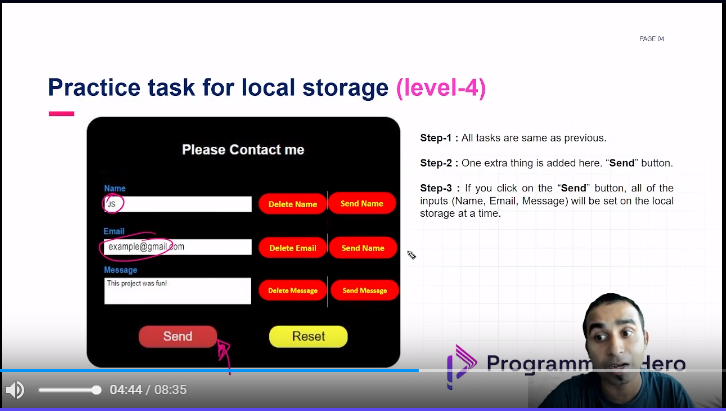 PAGE 04
Practice task for local storage (level-4)
Please Contact me
Name
JS
Delete Name
Send Name
Email
example@gmail.com
Delete Email
Send Name
Message
This project was fun!
Delete Message
Send Message
Send
Reset
Step-1 : All tasks are same as previous.
Step-2 : One extra thing is added here. “Send” button.
Step-3 : If you click on the “Send” button, all of the
inputs (Name, Email, Message) will be set on the local
storage at a time.
04:44 / 08:35